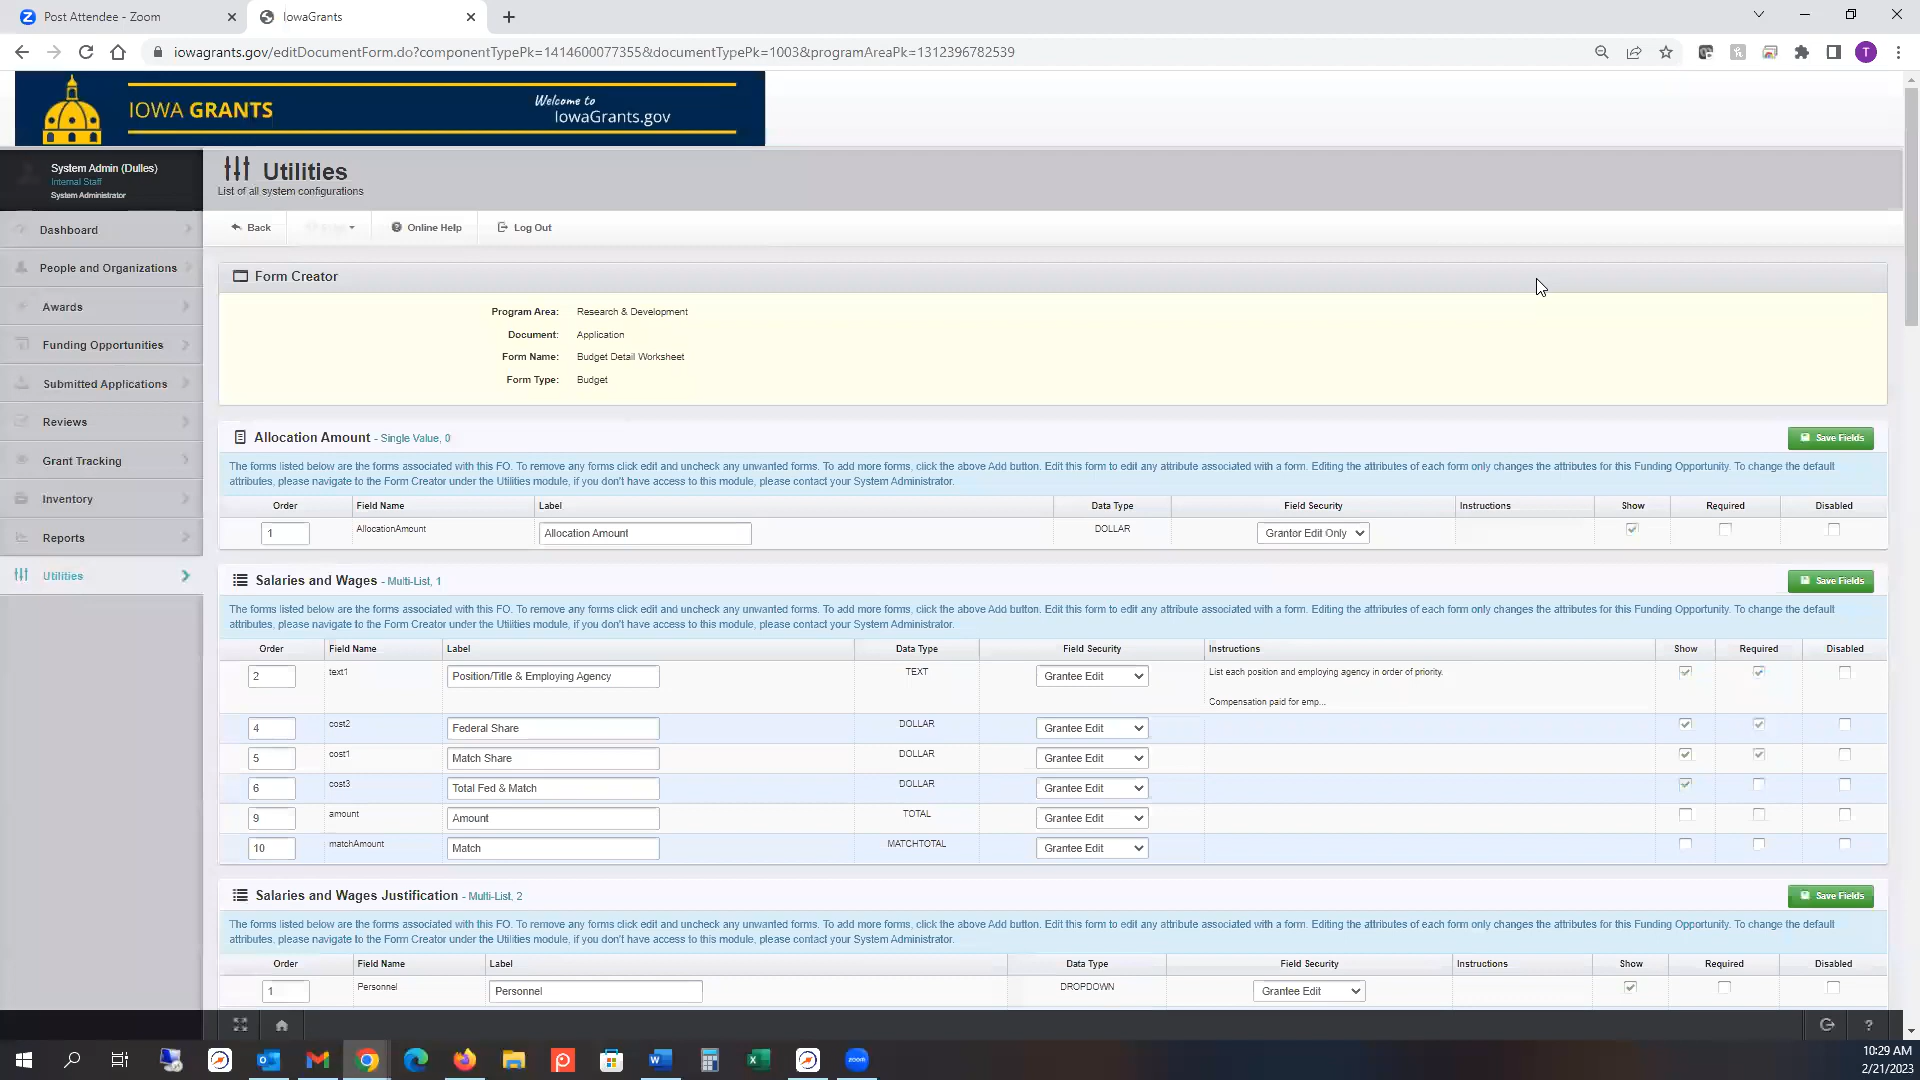 Post Attendee - Zoom
IowaGrants
iowagrants.gov/editDocumentForm.do?componentTypePk=1414600077355&documentTypePk=1003&programAreaPk=1312396782539
T
IOWA GRANTS
Welcome to
IowaGrants.gov
System Admin (Dulles)
Internal Staff
System Administrator
Utilities
List of all system configurations
Back
Online Help
Log Out
Dashboard
People and Organizations
Awards
Funding Opportunities
Submitted Applications
Reviews
Grant Tracking
Inventory
Reports
Utilities
Form Creator
Program Area: Research & Development
Document: Application
Form Name: Budget Detail Worksheet
Form Type: Budget
Allocation Amount - Single Value, 0
Save Fields
The forms listed below are the forms associated with this FO. To remove any forms click edit and uncheck any unwanted forms. To add more forms, click the above Add button. Edit this form to edit any attribute associated with a form. Editing the attributes of each form only changes the attributes for this Funding Opportunity. To change the default
attributes, please navigate to the Form Creator under the Utilities module, if you don't have access to this module, please contact your System Administrator.
Order Field Name Label Data Type Field Security Instructions Show Required Disabled
1 AllocationAmount Allocation Amount DOLLAR Grantor Edit Only
Salaries and Wages - Multi-List, 1
Save Fields
The forms listed below are the forms associated with this FO. To remove any forms click edit and uncheck any unwanted forms. To add more forms, click the above Add button. Edit this form to edit any attribute associated with a form. Editing the attributes of each form only changes the attributes for this Funding Opportunity. To change the default
attributes, please navigate to the Form Creator under the Utilities module, if you don't have access to this module, please contact your System Administrator.
Order Field Name Label Data Type Field Security Instructions Show Required Disabled
2 text1 Position/Title & Employing Agency TEXT Grantee Edit List each position and employing agency in order of priority.
Compensation paid for emp...
4 cost2 Federal Share DOLLAR Grantee Edit
5 cost1 Match Share DOLLAR Grantee Edit
6 cost3 Total Fed & Match DOLLAR Grantee Edit
9 amount Amount TOTAL Grantee Edit
10 matchAmount Match MATCHTOTAL Grantee Edit
Salaries and Wages Justification - Multi-List, 2
Save Fields
The forms listed below are the forms associated with this FO. To remove any forms click edit and uncheck any unwanted forms. To add more forms, click the above Add button. Edit this form to edit any attribute associated with a form. Editing the attributes of each form only changes the attributes for this Funding Opportunity. To change the default
attributes, please navigate to the Form Creator under the Utilities module, if you don't have access to this module, please contact your System Administrator.
Order Field Name Label Data Type Field Security Instructions Show Required Disabled
1 Personnel Personnel DROPDOWN Grantee Edit
zoom
10:29 AM
2/21/2023